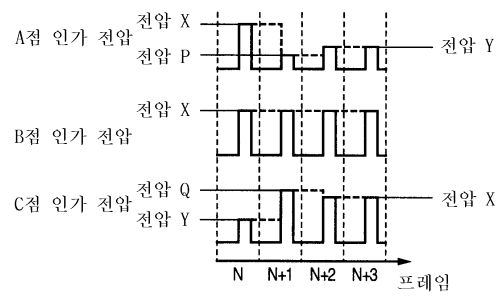 전압 X
A점 인가 전압
전압 P
전압 Y
전압 X
B점 인가 전압
전압 Q
C점 인가 전압
전압 X
전압 Y
N N+1 N+2 N+3
프레임